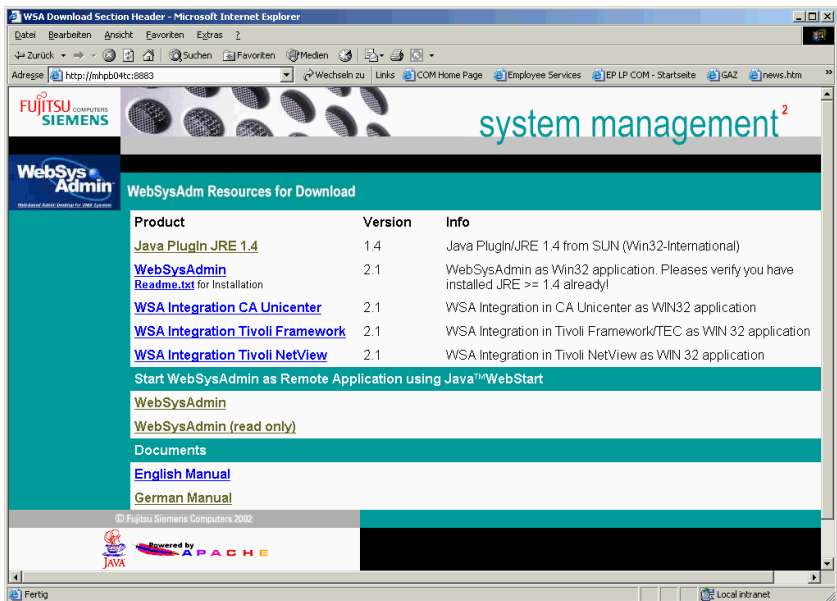 WSA Download Section Header - Microsoft Internet Explorer
Datei Bearbeiten Ansicht Favoriten Extras ?
Zurück Suchen Favoriten Medien
Adresse http://mhpb04tc:8883 Wechseln zu Links COM Home Page Employee Services EP LP COM - Startseite GAZ news.htm »
FUJITSU COMPUTERS
SIEMENS
system management²
WebSys
Admin
Web-based Admin Desktop for UNIX Systems
WebSysAdm Resources for Download
Product Version Info
Java PlugIn JRE 1.4 1.4 Java PlugIn/JRE 1.4 from SUN (Win32-International)
WebSysAdmin 2.1 WebSysAdmin as Win32 application. Pleases verify you have
Readme.txt for Installation installed JRE >= 1.4 already!
WSA Integration CA Unicenter 2.1 WSA Integration in CA Unicenter as WIN32 application
WSA Integration Tivoli Framework 2.1 WSA Integration in Tivoli Framework/TEC as WIN 32 application
WSA Integration Tivoli NetView 2.1 WSA Integration in Tivoli NetView as WIN 32 application
Start WebSysAdmin as Remote Application using Java™WebStart
WebSysAdmin
WebSysAdmin (read only)
Documents
English Manual
German Manual
© Fujitsu Siemens Computers 2002
JAVA Powered by APACHE
Fertig Local intranet